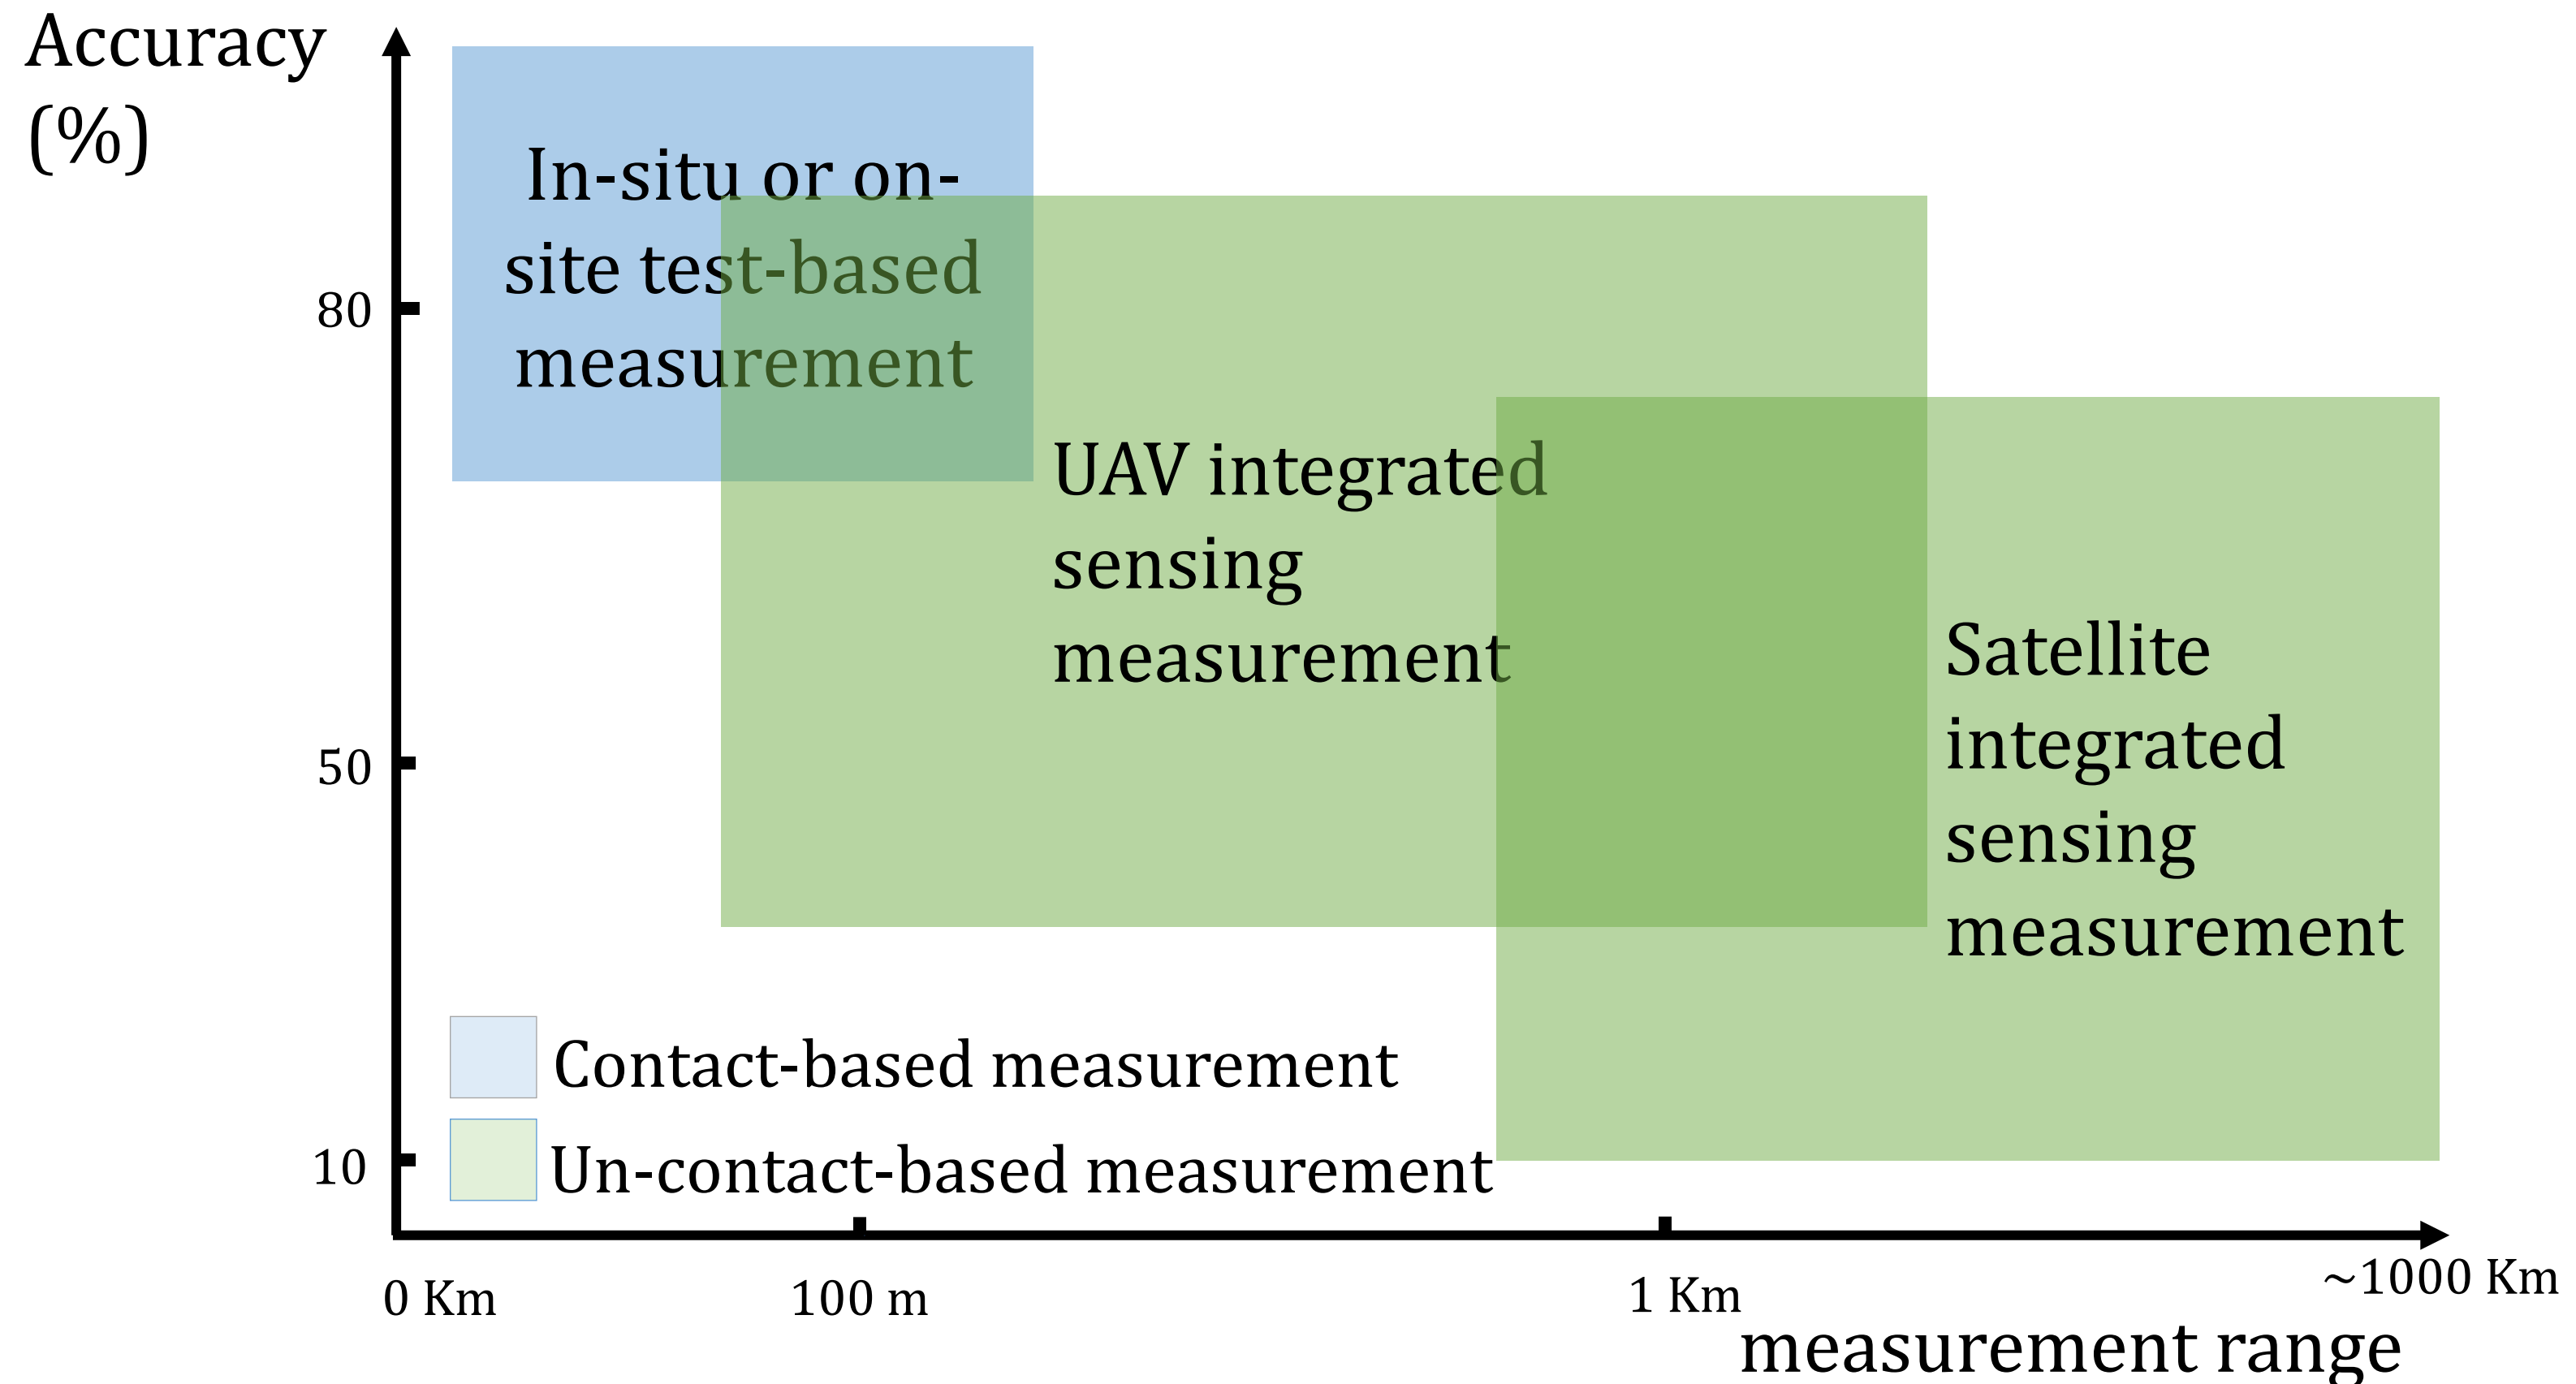 Accuracy
(%)
In-situ or on-
site test-based
measurement
80
UAV integrated
sensing
measurement
Satellite
integrated
sensing
measurement
50
Contact-based measurement
Un-contact-based measurement
10
0 Km
100 m
1 Km
~1000 Km
measurement range